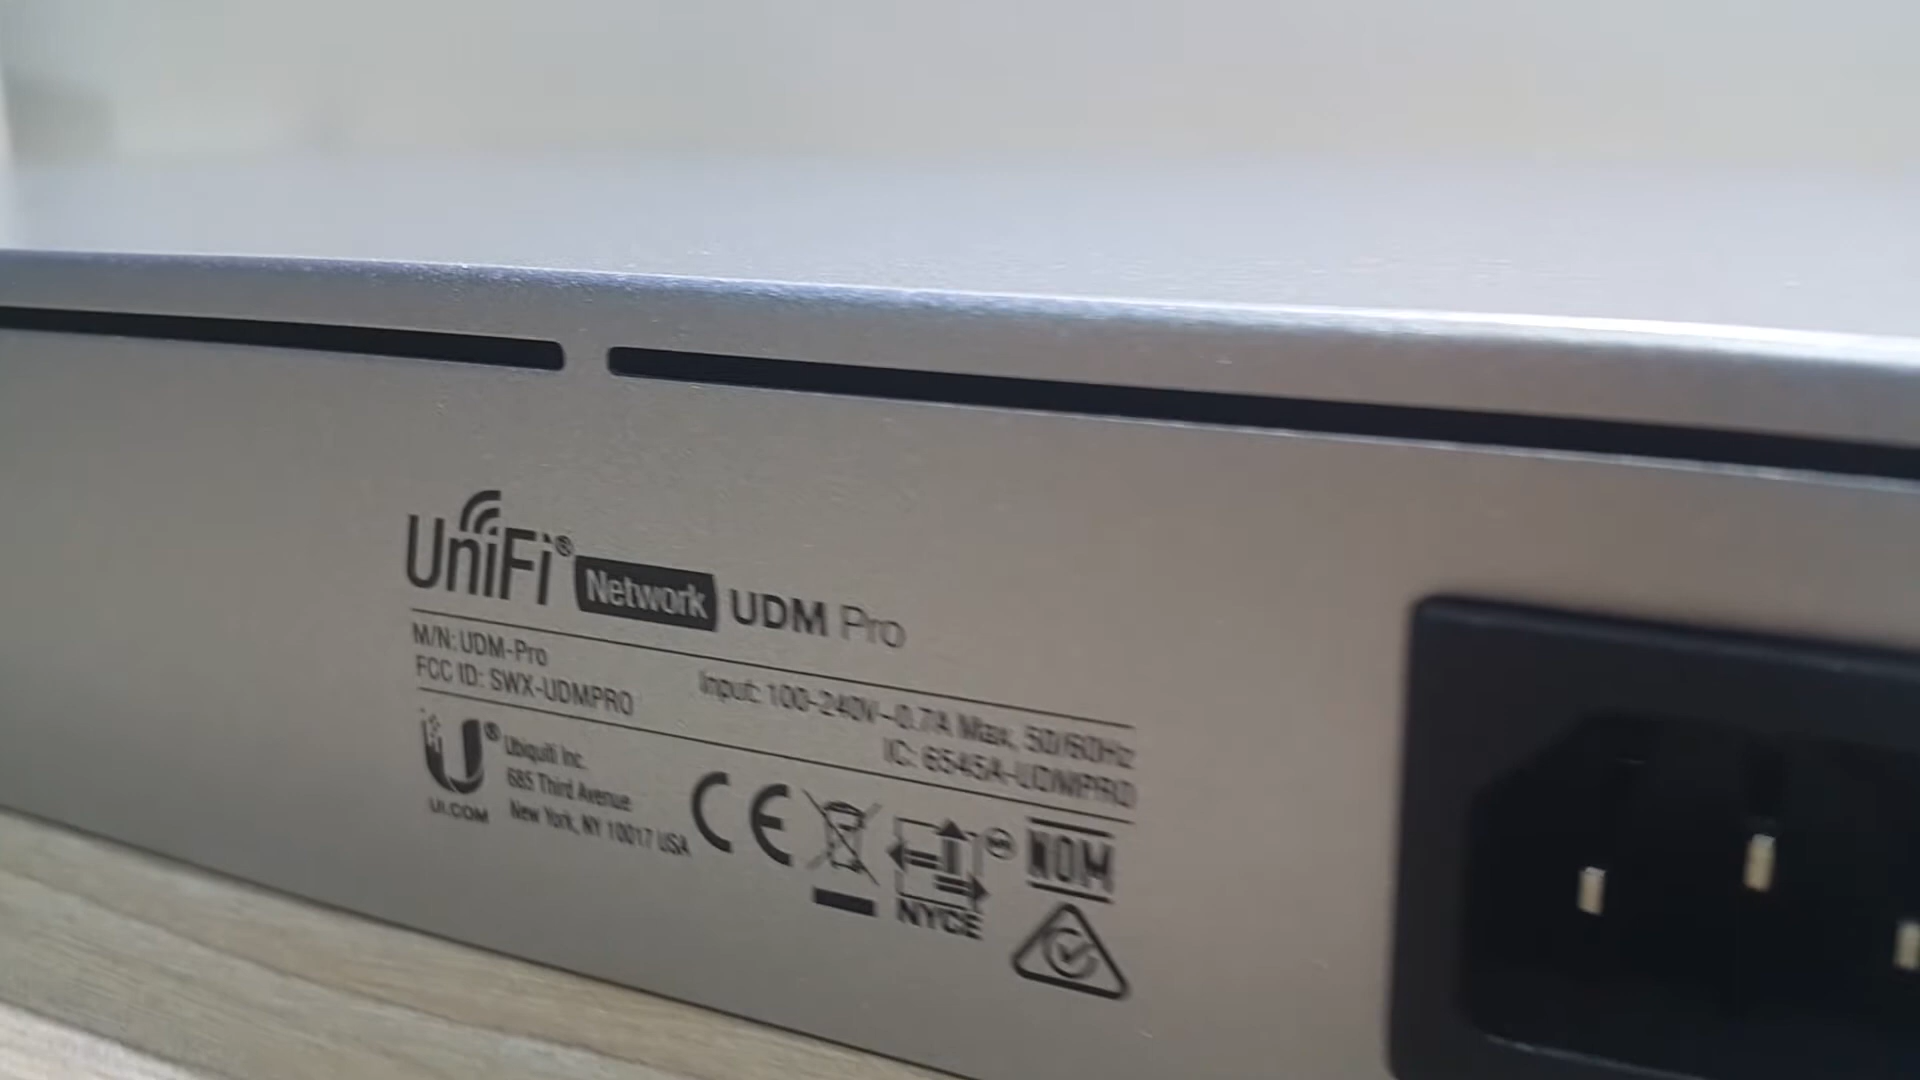 UniFi® Network UDM Pro
M/N: UDM-Pro
FCC ID: SWX-UDMPRO
Input: 100-240V~0.7A Max, 50/60Hz
IC: 6545A-UDMPRO
U®
UI.COM
Ubiquiti Inc.
685 Third Avenue
New York, NY 10017 USA
CE
NYCE
NOM